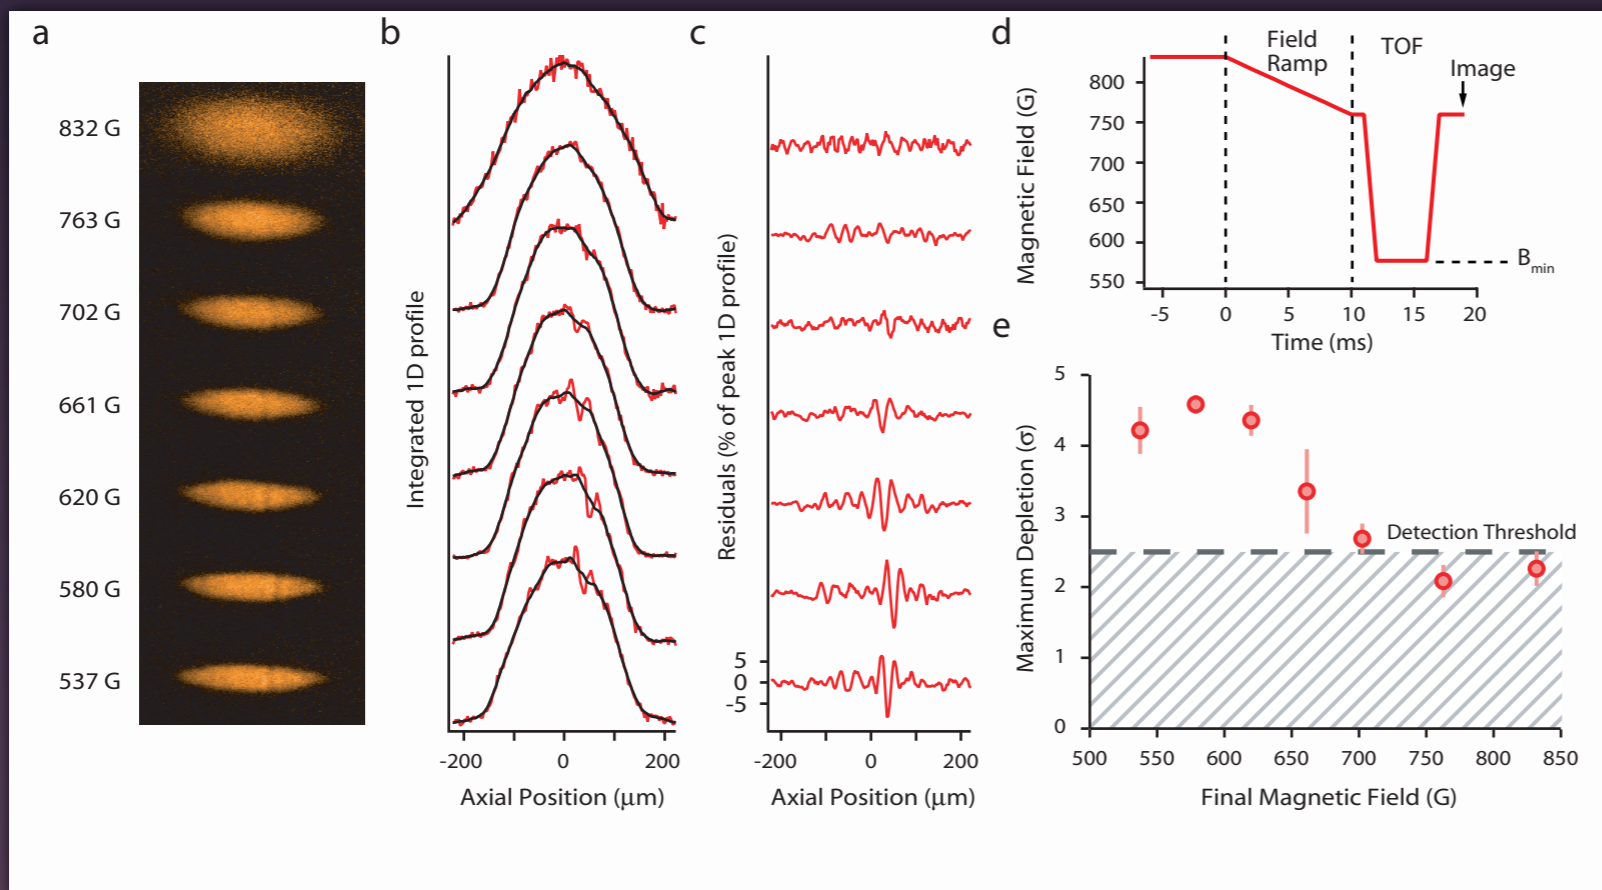 a
832 G
763 G
702 G
661 G
620 G
580 G
537 G
b
Integrated 1D profile
-200
0
200
Axial Position (μm)
c
Residuals (% of peak 1D profile)
5
0
-5
-200
0
200
Axial Position (μm)
d
Field
Ramp
TOF
Image
Magnetic Field (G)
800
750
700
650
600
550
Bmin
-5
0
5
10
15
20
Time (ms)
e
Maximum Depletion (σ)
5
4
3
2
1
0
Detection Threshold
500
550
600
650
700
750
800
850
Final Magnetic Field (G)